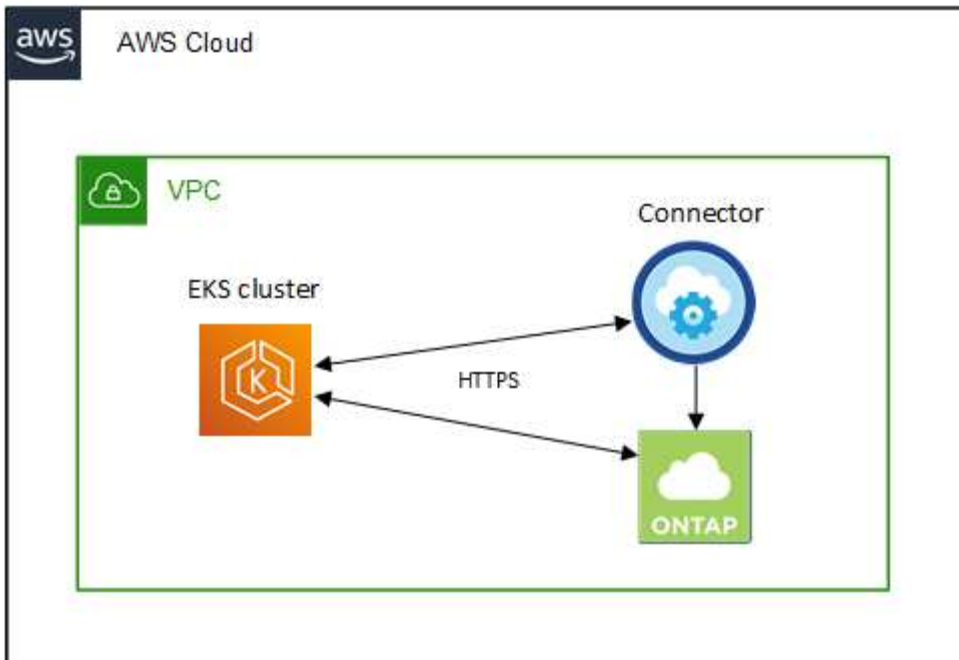 aws
AWS Cloud
VPC
Connector
EKS cluster
K
HTTPS
ONTAP